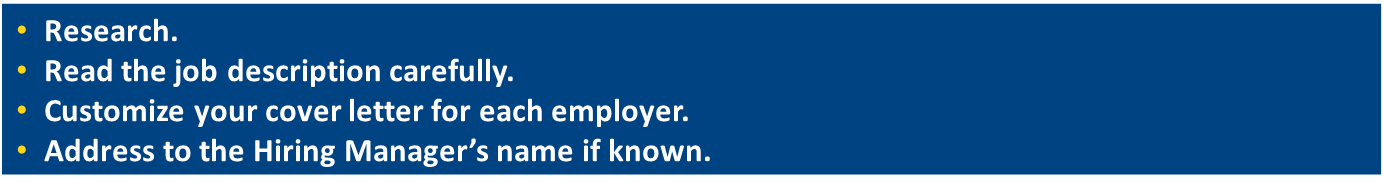 • Research.
• Read the job description carefully.
• Customize your cover letter for each employer.
• Address to the Hiring Manager’s name if known.